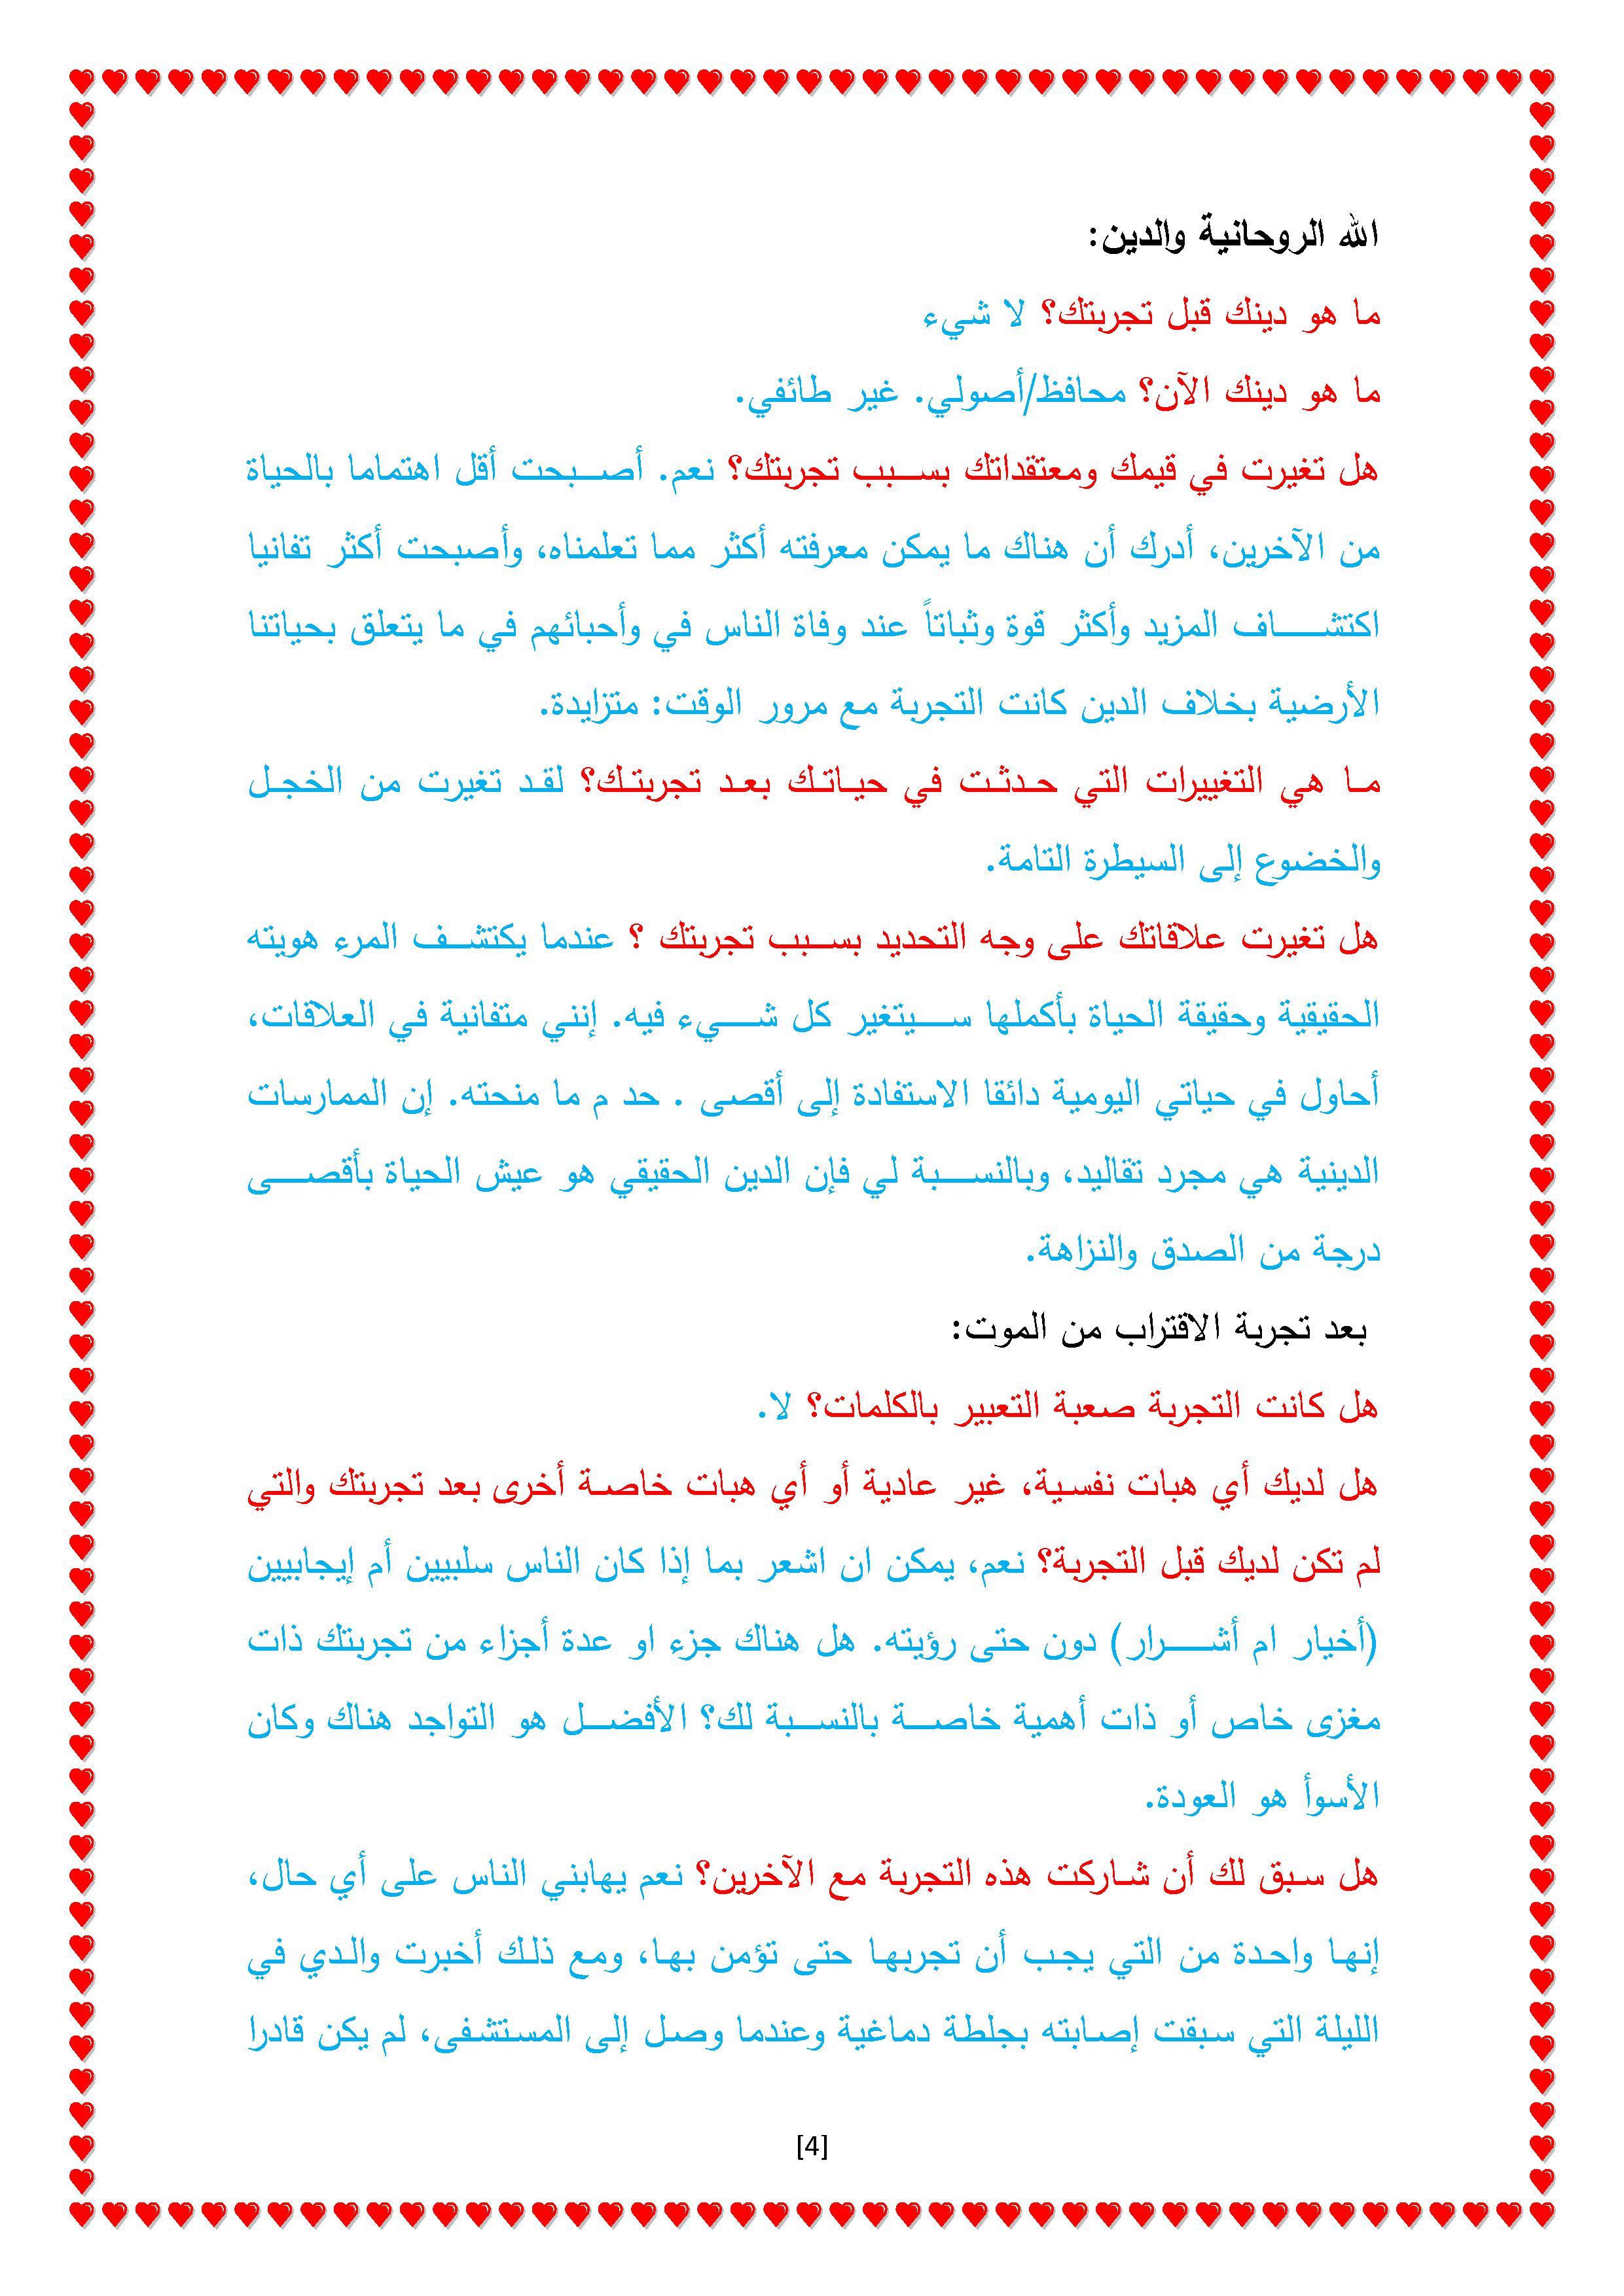 الله الروحانية والدين:
ما هو دينك قبل تجربتك؟ لا شيء
ما هو دينك الآن؟ محافظ/أصولي. غير طائفي.
هل تغيرت في قيمك ومعتقداتك بسبب تجربتك؟ نعم. أصبحت أقل اهتماما بالحياة
من الآخرين، أدرك أن هناك ما يمكن معرفته أكثر مما تعلمناه، وأصبحت أكثر تفانيا
اكتشاف المزيد وأكثر قوة وثباتاً عند وفاة الناس في وأحبائهم في ما يتعلق بحياتنا
الأرضية بخلاف الدين كانت التجربة مع مرور الوقت: متزايدة.
ما هي التغييرات التي حدثت في حياتك بعد تجربتك؟ لقد تغيرت من الخجل
والخضوع إلى السيطرة التامة.
هل تغيرت علاقاتك على وجه التحديد بسبب تجربتك ؟ عندما يكتشف المرء هويته
الحقيقية وحقيقة الحياة بأكملها سيتغير كل شيء فيه. إنني متفانية في العلاقات،
أحاول في حياتي اليومية دائقا الاستفادة إلى أقصى . حد م ما منحته. إن الممارسات
الدينية هي مجرد تقاليد، وبالنسبة لي فإن الدين الحقيقي هو عيش الحياة بأقصى
درجة من الصدق والنزاهة.
بعد تجربة الاقتراب من الموت:
هل كانت التجربة صعبة التعبير بالكلمات؟ لا.
هل لديك أي هبات نفسية، غير عادية أو أي هبات خاصة أخرى بعد تجربتك والتي
لم تكن لديك قبل التجربة؟ نعم، يمكن ان اشعر بما إذا كان الناس سلبيين أم إيجابيين
(أخيار ام أشرار) دون حتى رؤيته. هل هناك جزء او عدة أجزاء من تجربتك ذات
مغزى خاص أو ذات أهمية خاصة بالنسبة لك؟ الأفضل هو التواجد هناك وكان
الأسوأ هو العودة.
هل سبق لك أن شاركت هذه التجربة مع الآخرين؟ نعم يهابني الناس على أي حال،
إنها واحدة من التي يجب أن تجربها حتى تؤمن بها، ومع ذلك أخبرت والدي في
الليلة التي سبقت إصابته بجلطة دماغية وعندما وصل إلى المستشفى، لم يكن قادرا
[4]